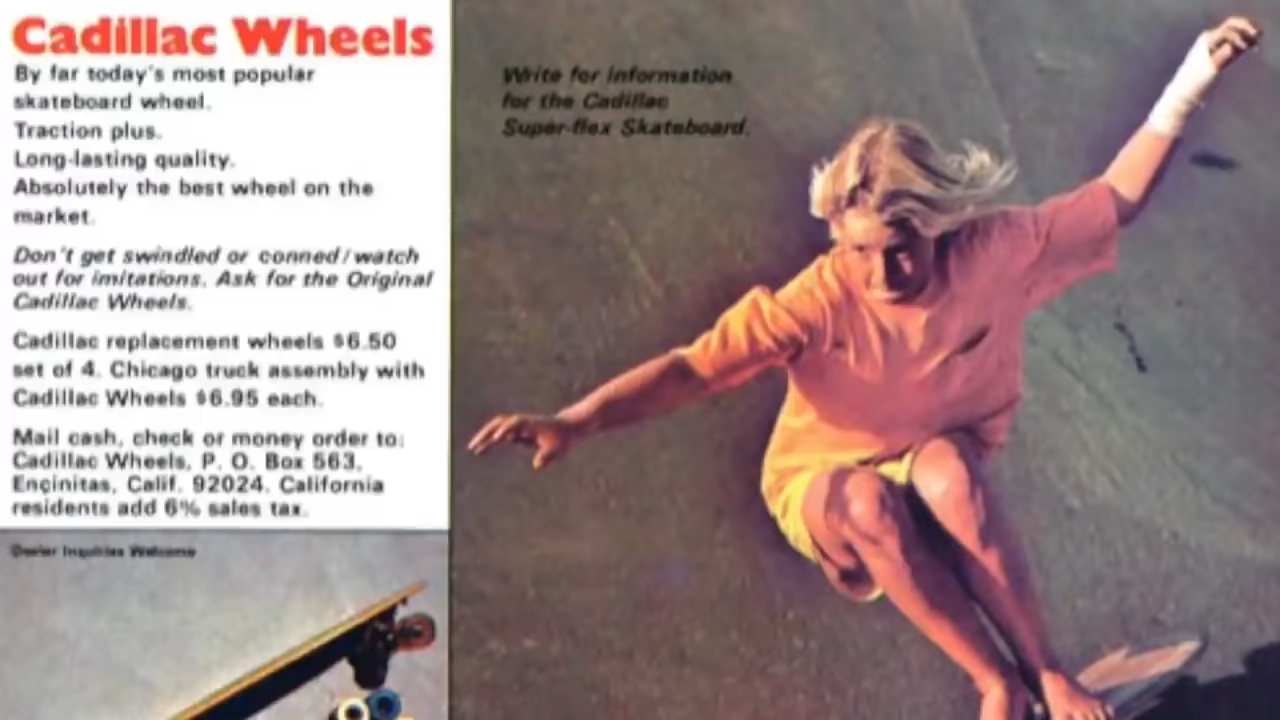 Cadillac Wheels
By far today's most popular
skateboard wheel.
Traction plus.
Long-lasting quality.
Absolutely the best wheel on the
market.
Don't get swindled or conned/watch
out for imitations. Ask for the Original
Cadillac Wheels.
Cadillac replacement wheels $6.50
set of 4. Chicago truck assembly with
Cadillac Wheels $6.95 each.
Mail cash, check or money order to:
Cadillac Wheels, P. O. Box 563,
Encinitas, Calif. 92024. California
residents add 6% sales tax.
Dealer Inquiries Welcome
Write for information
for the Cadillac
Super-flex Skateboard.